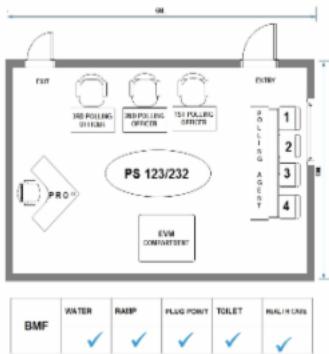 EXIT
ENTRY
3RD POLLING
OFFICER
2ND POLLING
OFFICER
1ST POLLING
OFFICER
POLLING AGENT
1
2
3
4
PRO
PS 123/232
EVM
COMPARTMENT
BMF
WATER
RAMP
PLUG POINT
TOILET
HEALTH CARE